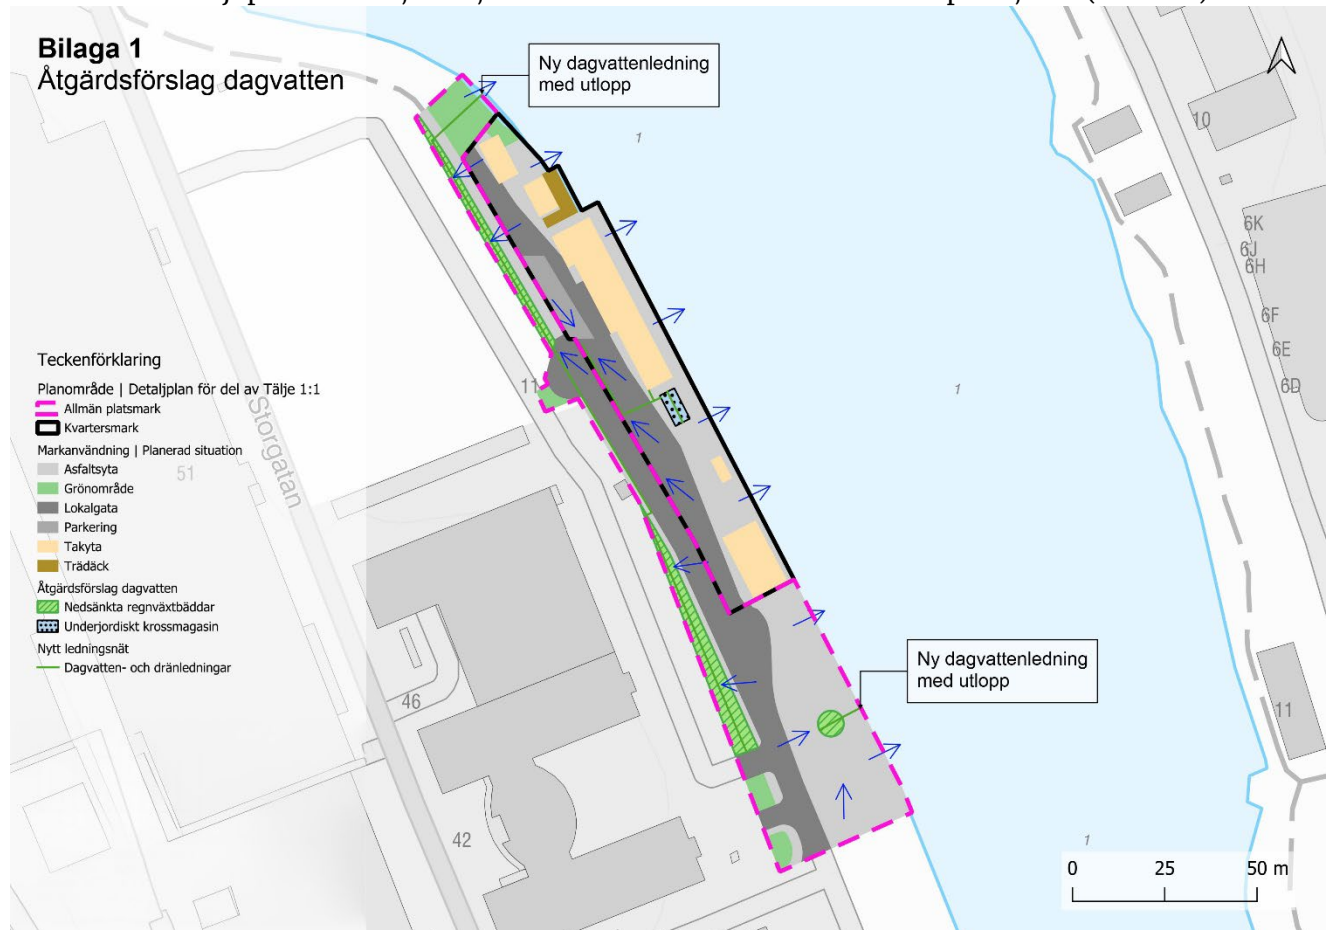 Bilaga 1
Åtgärdsförslag dagvatten
Ny dagvattenledning
med utlopp
1
10
6K
6J
6H
6F
6E
6D
1
11
Teckenförklaring
Planområde | Detaljplan för del av Tälje 1:1
Allmän platsmark
Kvartersmark
Markanvändning | Planerad situation
Asfaltsyta
Grönområde
Lokalgata
Parkering
Takyta
Trädäck
Åtgärdsförslag dagvatten
Nedsänkta regnväxtbäddar
Underjordiskt krossmagasin
Nytt ledningsnät
Dagvatten- och dränledningar
Storgatan
51
46
42
Ny dagvattenledning
med utlopp
11
1
0 25 50 m